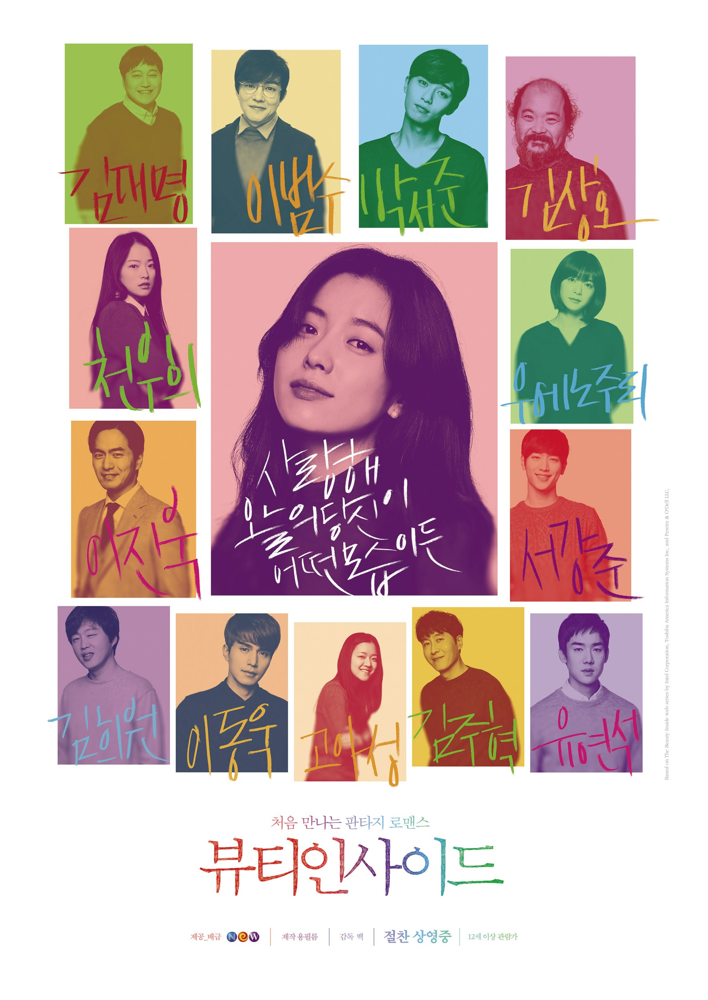 김대명
이범수
박서준
김상호
천우희
우에노 주리
사랑해
오늘의 당신이
어떤 모습이든
이진욱
서강준
김희원
이동욱
고아성
김주혁
유연석
Based on The Beauty Inside web series by Intel Corporation, Toshiba America Information Systems Inc. and Pereira & O'Dell LLC.
처음 만나는 판타지 로맨스
뷰티인사이드
제공_배급 NEW 제작 용필름 감독 백 절찬 상영중 12세 이상 관람가